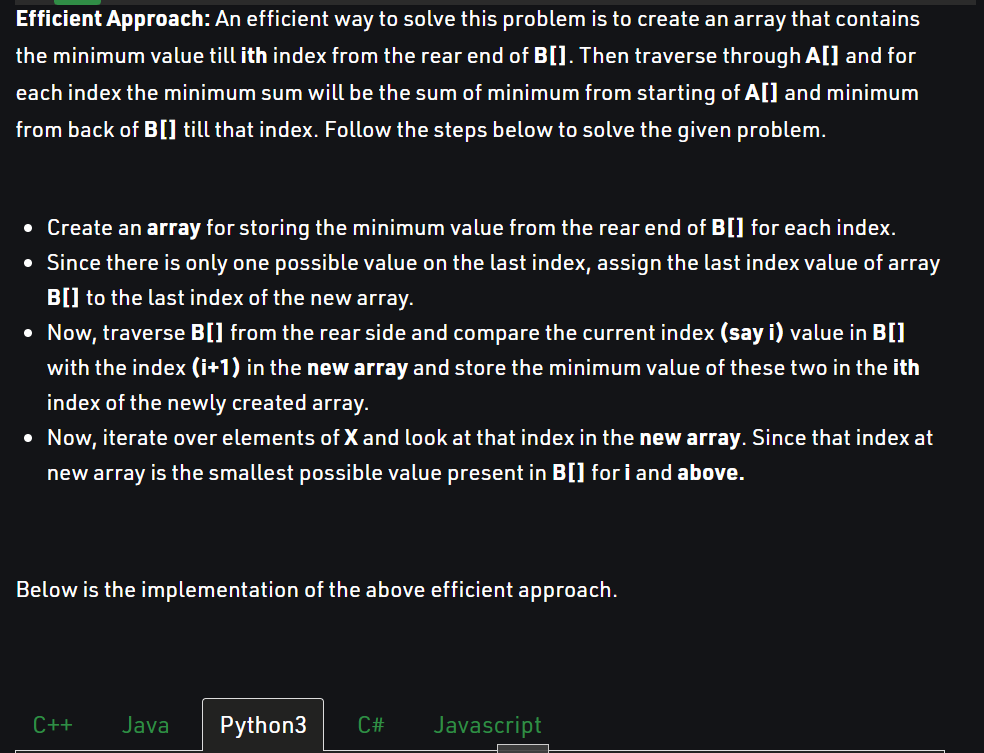 Efficient Approach: An efficient way to solve this problem is to create an array that contains
the minimum value till ith index from the rear end of B[]. Then traverse through A[] and for
each index the minimum sum will be the sum of minimum from starting of A[] and minimum
from back of B[] till that index. Follow the steps below to solve the given problem.
• Create an array for storing the minimum value from the rear end of B[] for each index.
• Since there is only one possible value on the last index, assign the last index value of array
B[] to the last index of the new array.
• Now, traverse B[] from the rear side and compare the current index (say i) value in B[]
with the index (i+1) in the new array and store the minimum value of these two in the ith
index of the newly created array.
• Now, iterate over elements of X and look at that index in the new array. Since that index at
new array is the smallest possible value present in B[] for i and above.
Below is the implementation of the above efficient approach.
C++ Java Python3 C# Javascript